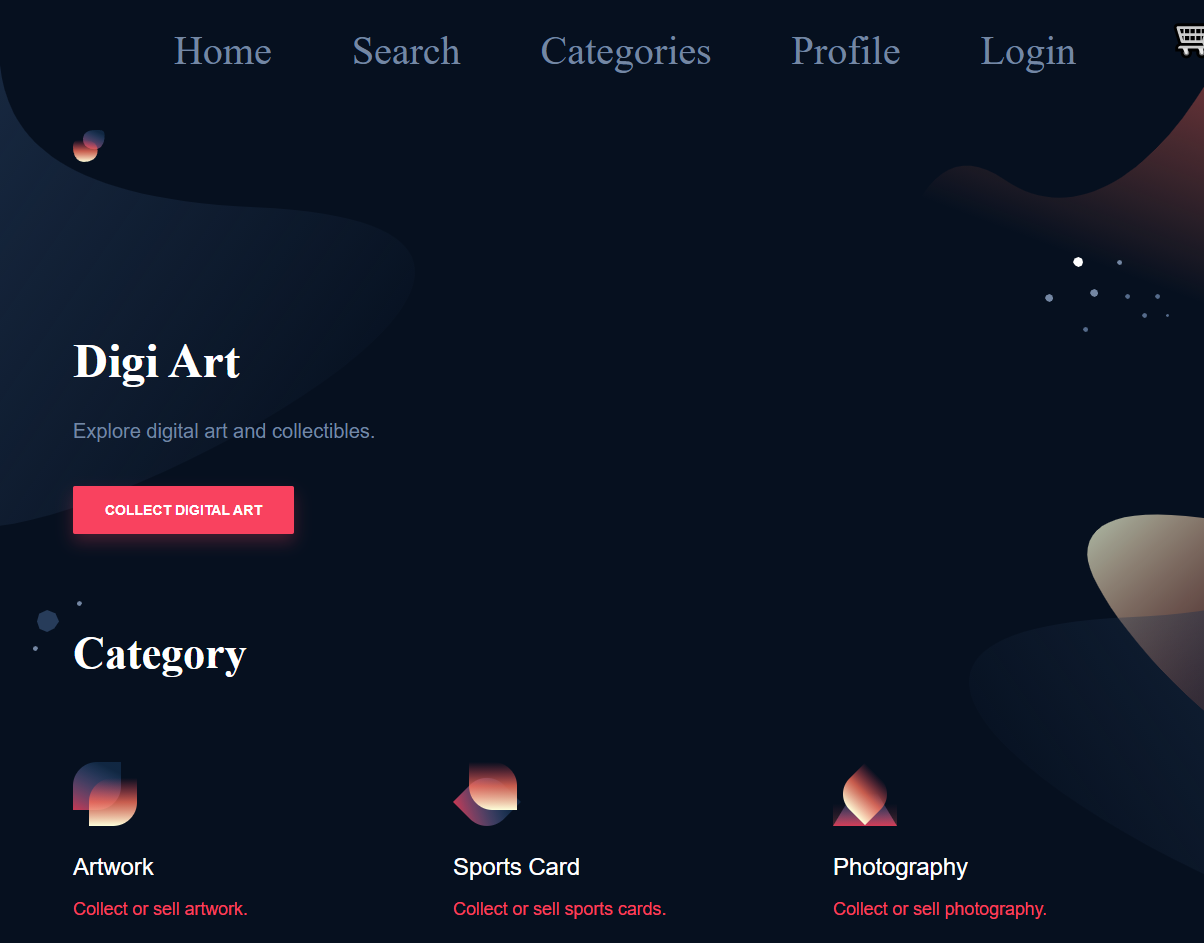 Home Search Categories Profile Login
Digi Art
Explore digital art and collectibles.
COLLECT DIGITAL ART
Category
Artwork
Collect or sell artwork.
Sports Card
Collect or sell sports cards.
Photography
Collect or sell photography.